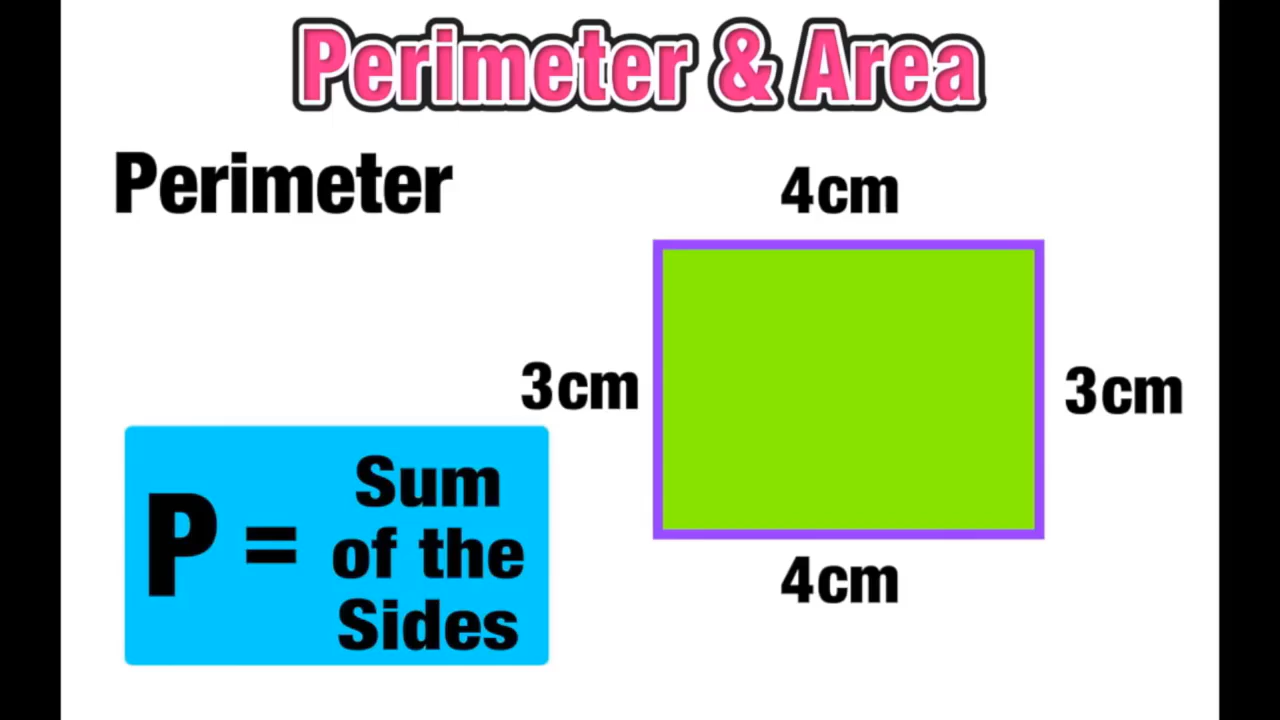 Perimeter & Area
Perimeter
4cm
3cm
3cm
P = Sum
of the
Sides
4cm